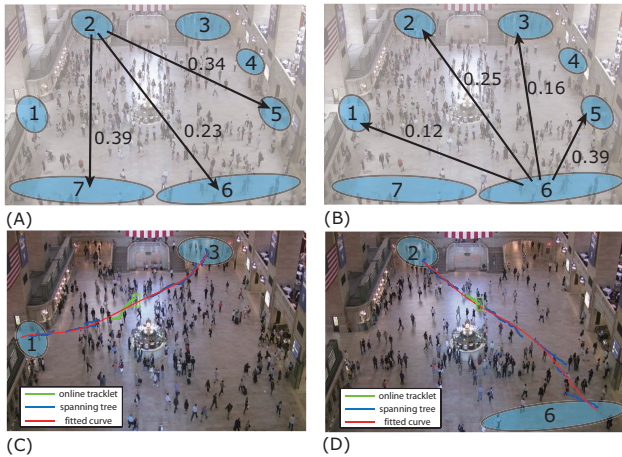 2
3
4
0.34
1
5
0.39
0.23
7
6
(A)
2
3
4
0.25
0.16
1
5
0.12
0.39
7
6
(B)
3
1
online tracklet
spanning tree
fitted curve
(C)
2
6
online tracklet
spanning tree
fitted curve
(D)